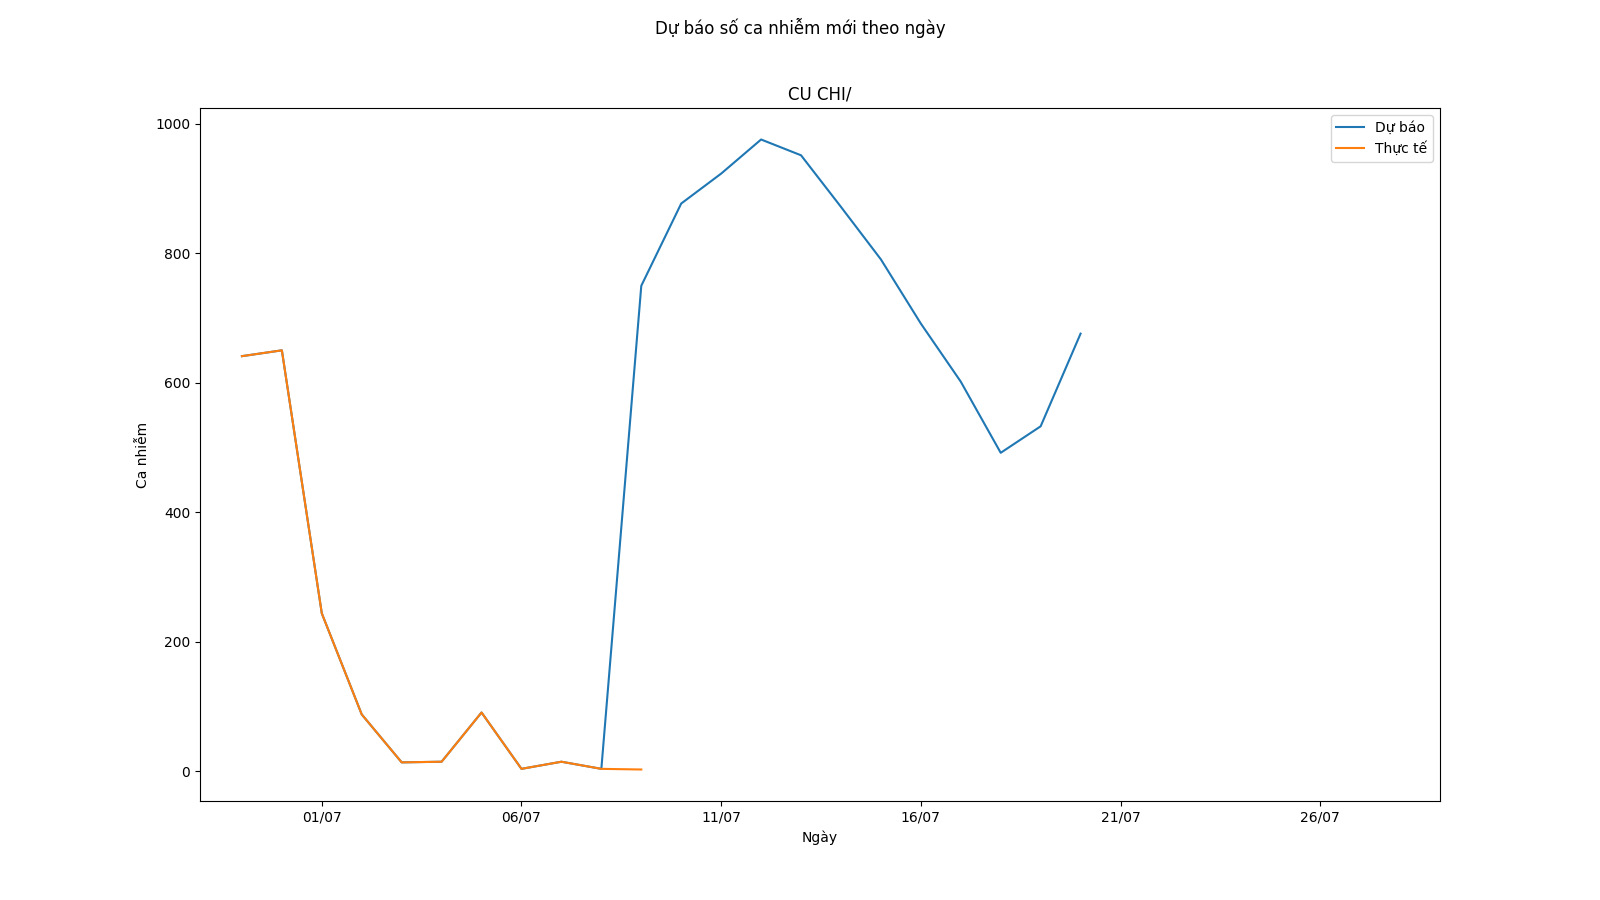 Dự báo số ca nhiễm mới theo ngày
CU CHI/
Dự báo
Thực tế
1000
800
600
400
200
0
Ca nhiễm
01/07
06/07
11/07
16/07
21/07
26/07
Ngày